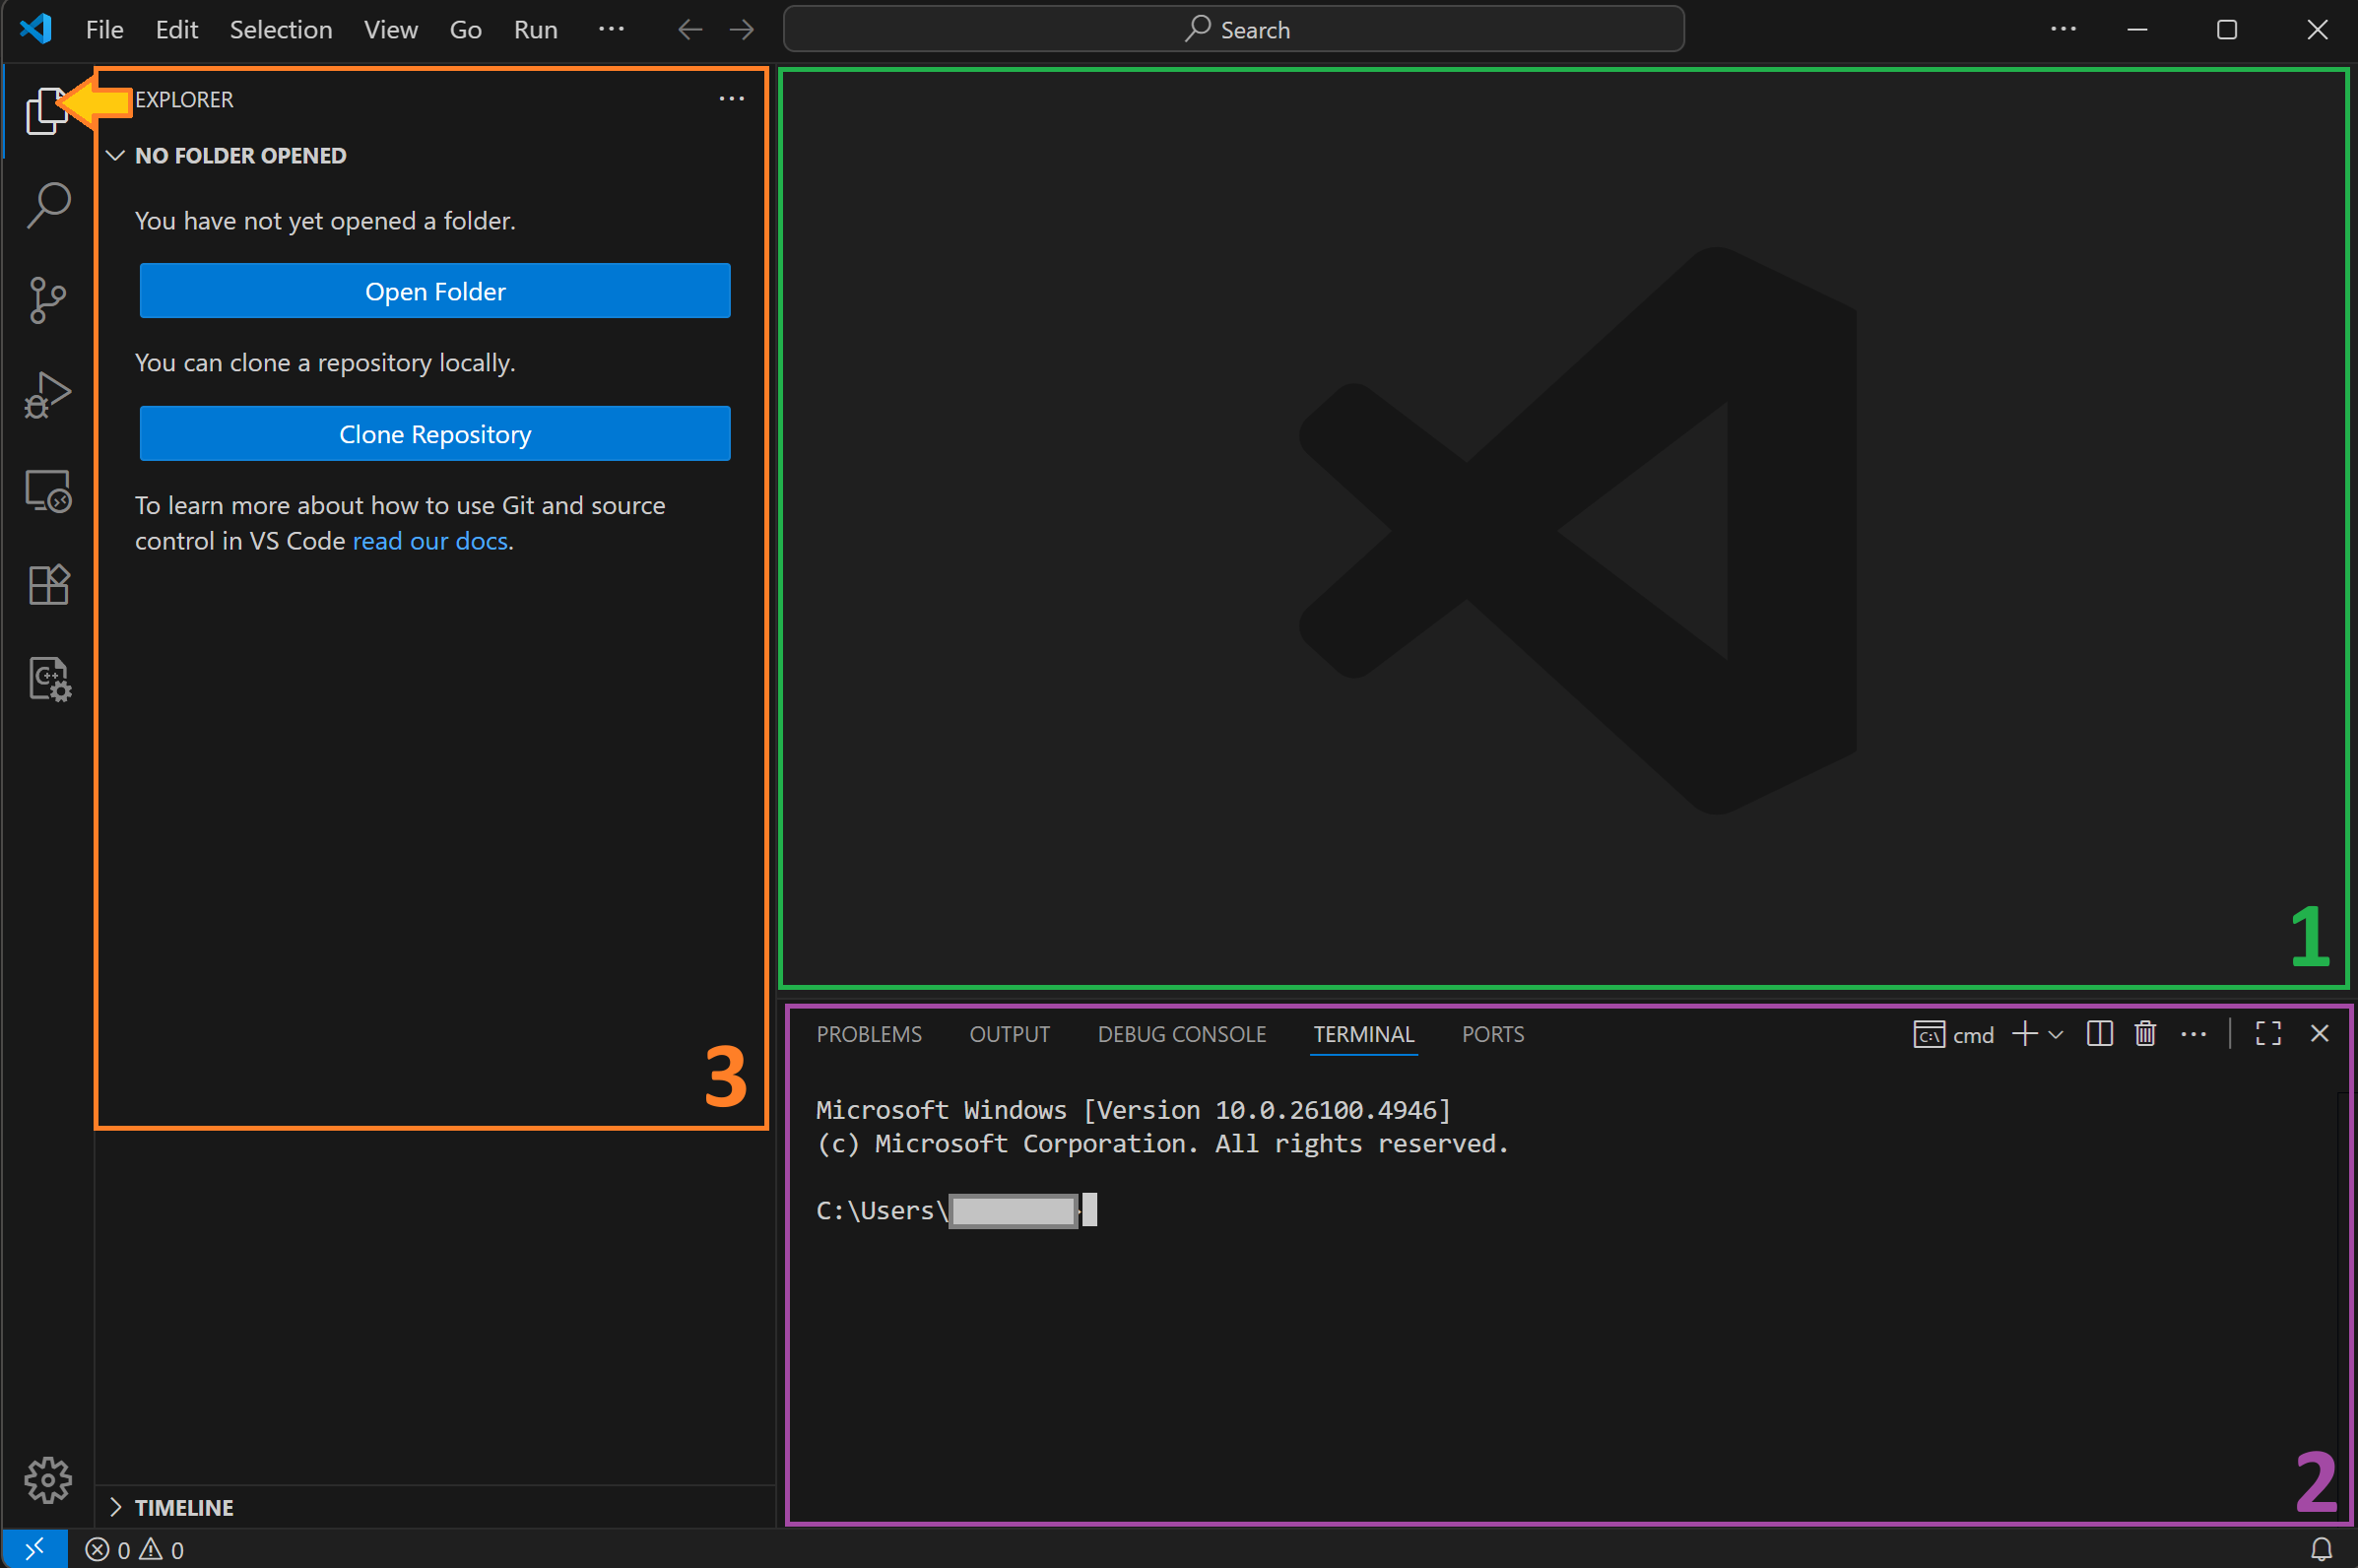 File Edit Selection View Go Run ··· Search ···
EXPLORER ···
NO FOLDER OPENED
You have not yet opened a folder.
Open Folder
You can clone a repository locally.
Clone Repository
To learn more about how to use Git and source
control in VS Code read our docs.
3
TIMELINE
1
PROBLEMS OUTPUT DEBUG CONSOLE TERMINAL PORTS C:\ cmd ···
Microsoft Windows [Version 10.0.26100.4946]
(c) Microsoft Corporation. All rights reserved.
C:\Users\
2
C++
0 0